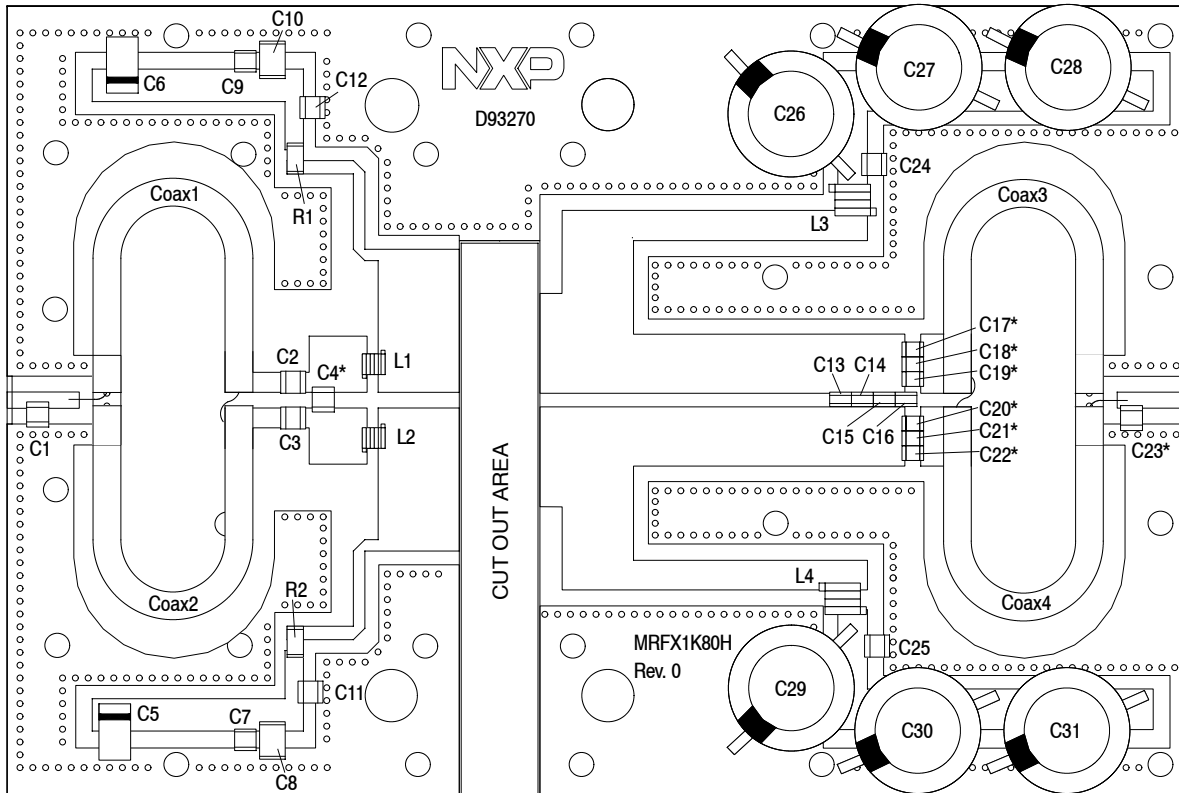 C10
C6
C9
C12
NXP
D93270
C26
C27
C28
C24
Coax1
R1
L3
Coax3
C17*
C18*
C19*
C2
C4*
L1
C13
C14
C1
C3
L2
C15
C16
C20*
C21*
C22*
C23*
CUT OUT AREA
Coax2
R2
L4
Coax4
MRFX1K80H
Rev. 0
C25
C5
C7
C11
C8
C29
C30
C31